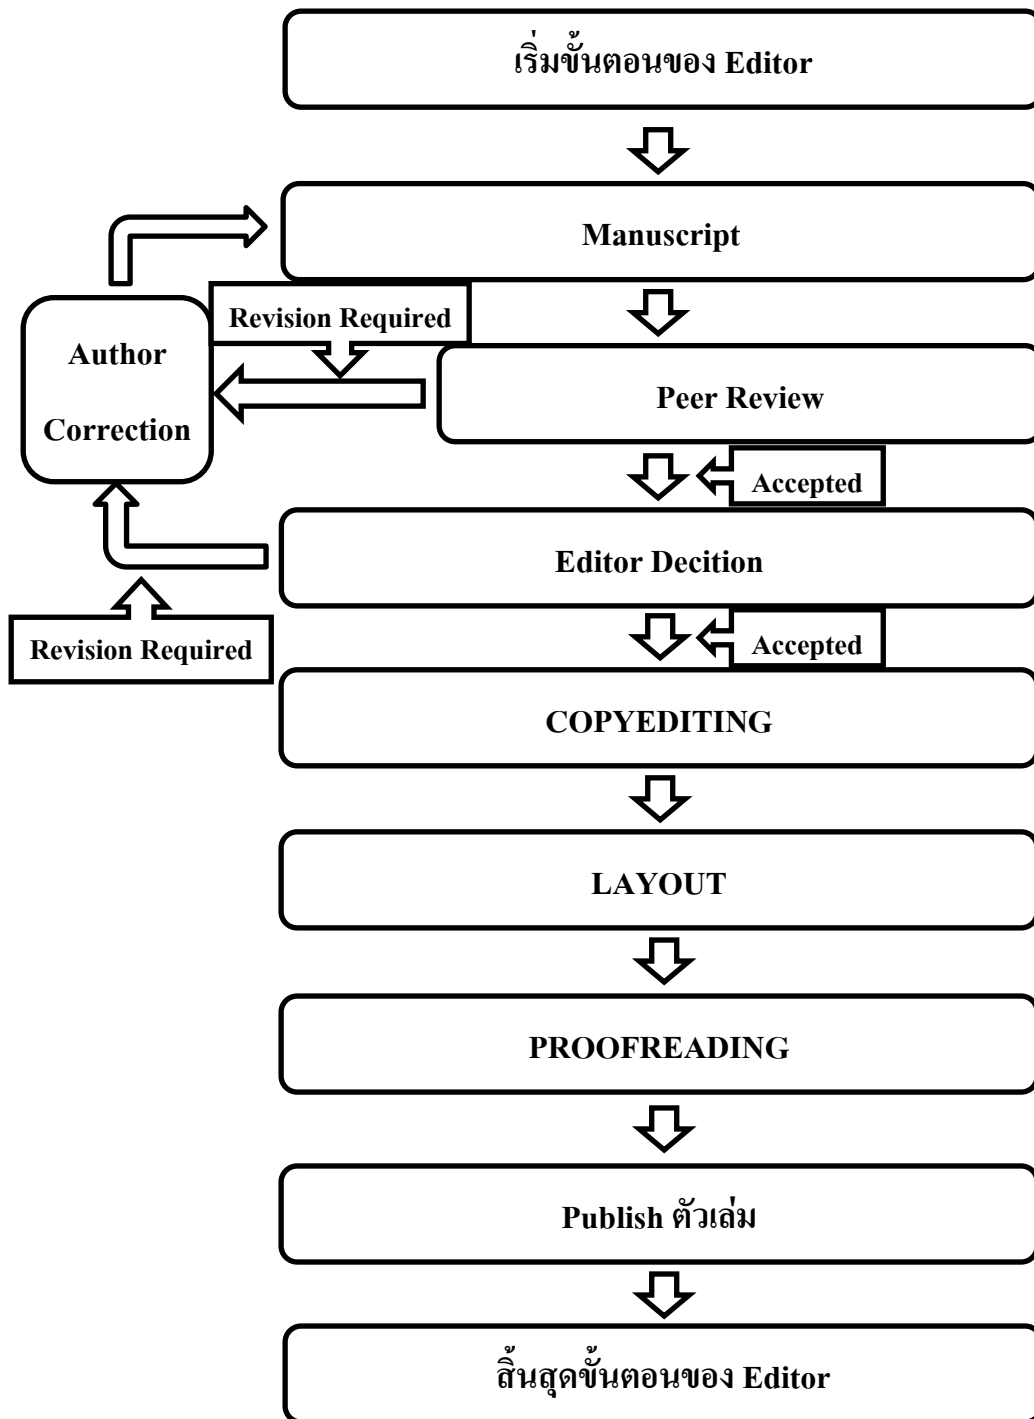 เริ่มขั้นตอนของ Editor
Manuscript
Revision Required
Author
Correction
Peer Review
Accepted
Editor Decition
Revision Required
Accepted
COPYEDITING
LAYOUT
PROOFREADING
Publish ตัวเล่ม
สิ้นสุดขั้นตอนของ Editor